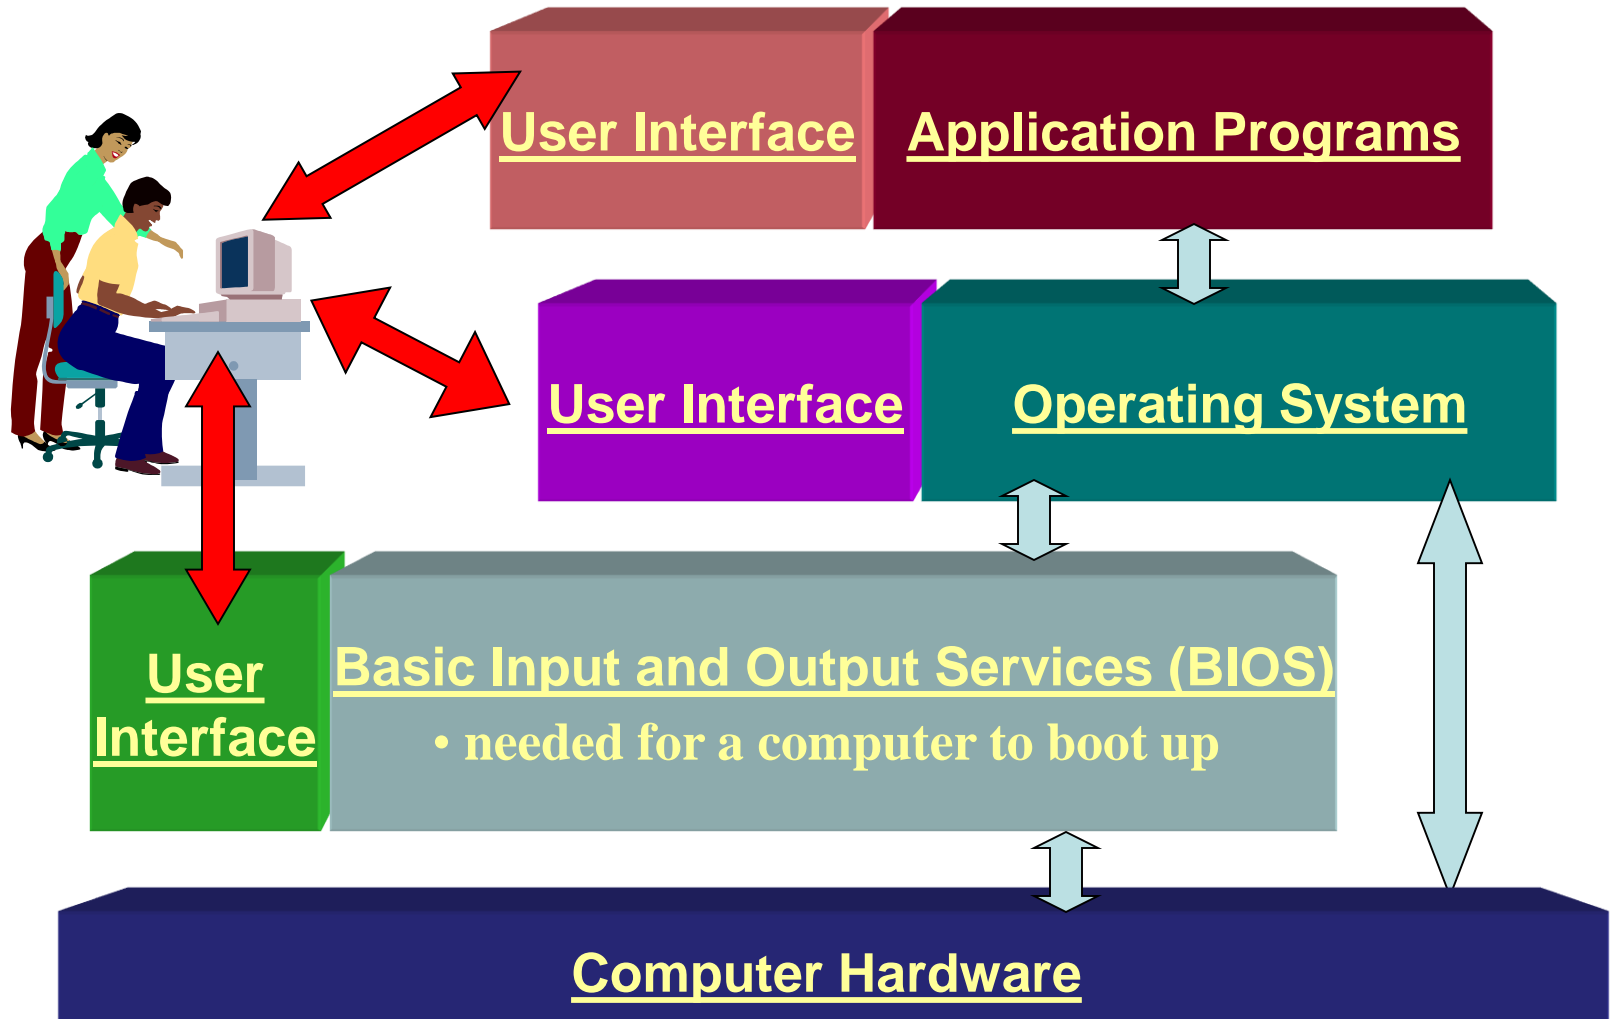 User Interface
Application Programs
User Interface
Operating System
User
Interface
Basic Input and Output Services (BIOS)
• needed for a computer to boot up
Computer Hardware